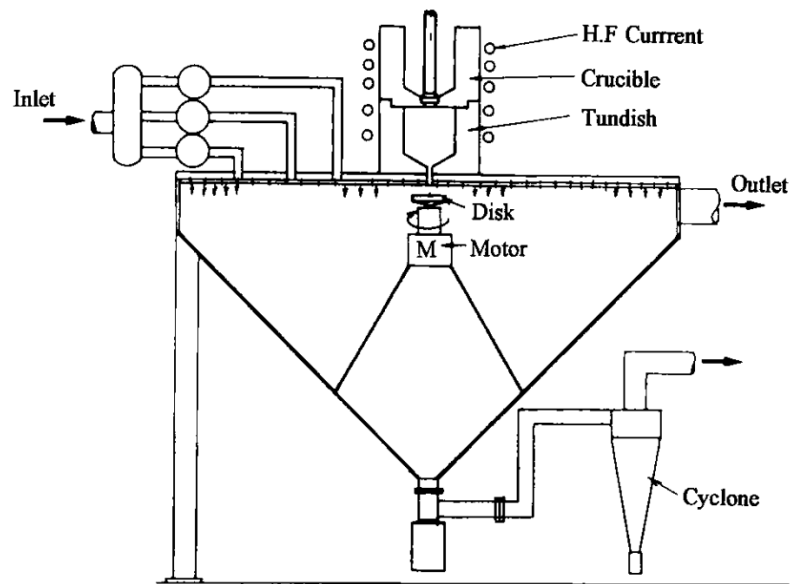 H.F Currrent
Crucible
Inlet
Tundish
Outlet
Disk
M
Motor
Cyclone